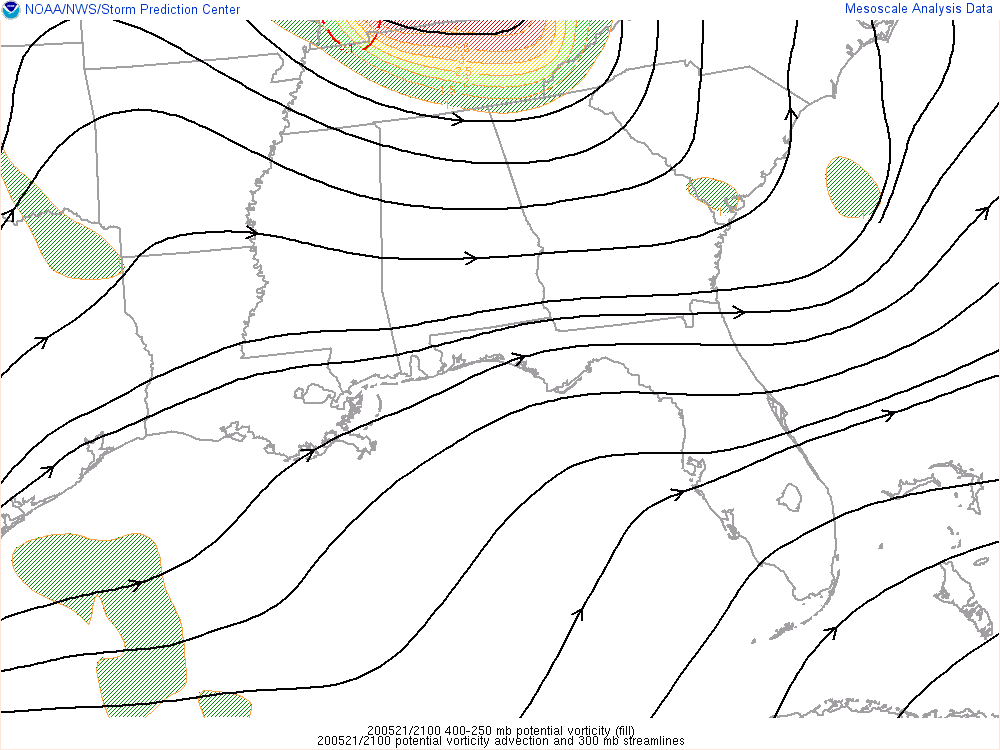 NOAA/NWS/Storm Prediction Center
Mesoscale Analysis Data
200521/2100 400-250 mb potential vorticity (fill)
200521/2100 potential vorticity advection and 300 mb streamlines